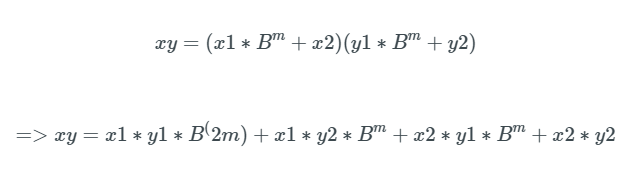 xy = (x1 * B^m + x2)(y1 * B^m + y2)
=> xy = x1 * y1 * B^(2m) + x1 * y2 * B^m + x2 * y1 * B^m + x2 * y2